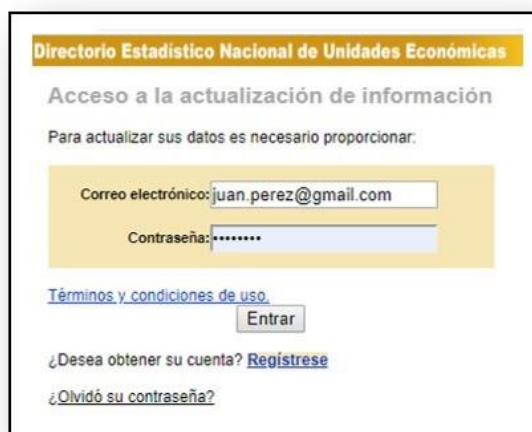 Directorio Estadístico Nacional de Unidades Económicas
Acceso a la actualización de información
Para actualizar sus datos es necesario proporcionar:
Correo electrónico: juan.perez@gmail.com
Contraseña: ••••••••
Términos y condiciones de uso.
Entrar
¿Desea obtener su cuenta? Regístrese
¿Olvidó su contraseña?